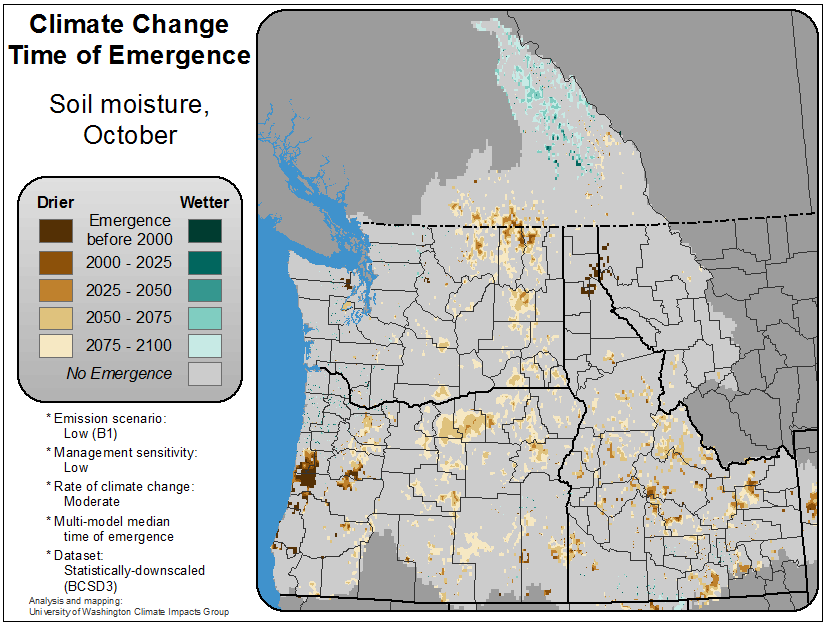 Climate Change
Time of Emergence
Soil moisture,
October
Drier
Wetter
Emergence
before 2000
2000 - 2025
2025 - 2050
2050 - 2075
2075 - 2100
No Emergence
* Emission scenario:
Low (B1)
* Management sensitivity:
Low
* Rate of climate change:
Moderate
* Multi-model median
time of emergence
* Dataset:
Statistically-downscaled
(BCSD3)
Analysis and mapping:
University of Washington Climate Impacts Group